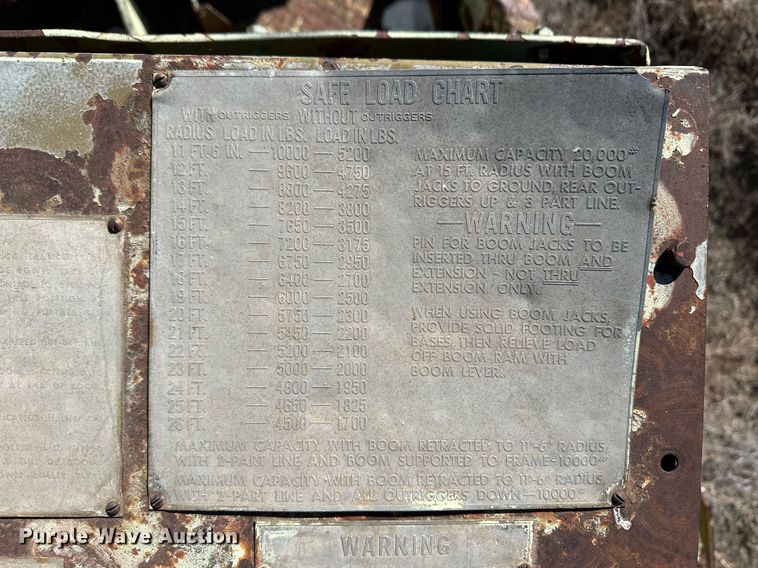 SAFE LOAD CHART
WITH OUTRIGGERS WITHOUT OUTRIGGERS
RADIUS LOAD IN LBS. LOAD IN LBS.
11 FT. 6 IN. — 10000 — 5200
12 FT. — 9600 — 4750
13 FT. — 8800 — 4275
14 FT. — 8200 — 3800
15 FT. — 7650 — 3500
16 FT. — 7200 — 3175
17 FT. — 6750 — 2950
18 FT. — 6400 — 2700
19 FT. — 6000 — 2500
20 FT. — 5750 — 2300
21 FT. — 5450 — 2200
22 FT. — 5200 — 2100
23 FT. — 5000 — 2000
24 FT. — 4800 — 1950
25 FT. — 4650 — 1825
26 FT. — 4500 — 1700
MAXIMUM CAPACITY 20,000#
AT 15 FT. RADIUS WITH BOOM
JACKS TO GROUND, REAR OUT-
RIGGERS UP & 3 PART LINE.
—WARNING—
PIN FOR BOOM JACKS TO BE
INSERTED THRU BOOM AND
EXTENSION - NOT THRU
EXTENSION ONLY.
WHEN USING BOOM JACKS,
PROVIDE SOLID FOOTING FOR
BASES, THEN RELIEVE LOAD
OFF BOOM RAM WITH
BOOM LEVER.
MAXIMUM CAPACITY WITH BOOM RETRACTED TO 11'-6" RADIUS,
WITH 2-PART LINE AND BOOM SUPPORTED TO FRAME-10000#
MAXIMUM CAPACITY WITH BOOM RETRACTED TO 11'-6" RADIUS,
WITH 2-PART LINE AND ALL OUTRIGGERS DOWN-10000#
WARNING
Purple Wave Auction